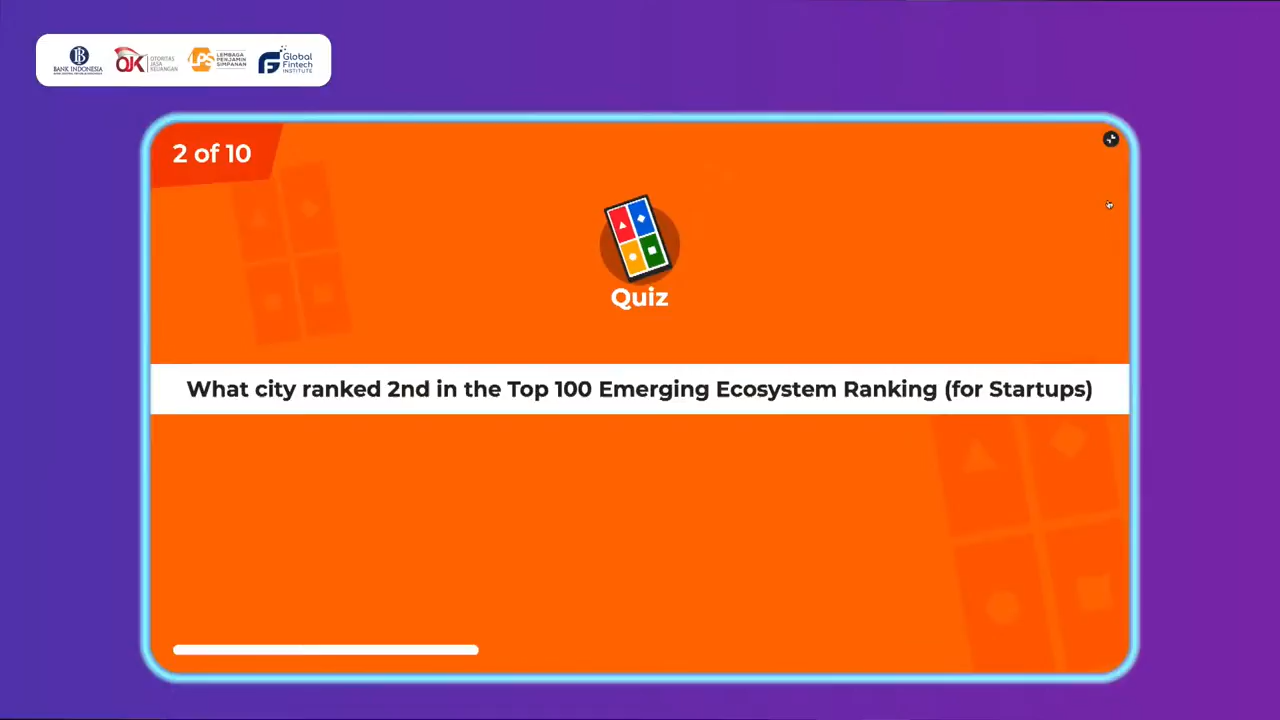 BANK INDONESIA
OJK
OTORITAS
JASA
KEUANGAN
LPS
LEMBAGA
PENJAMIN
SIMPANAN
Global
Fintech
INSTITUTE
2 of 10
Quiz
What city ranked 2nd in the Top 100 Emerging Ecosystem Ranking (for Startups)